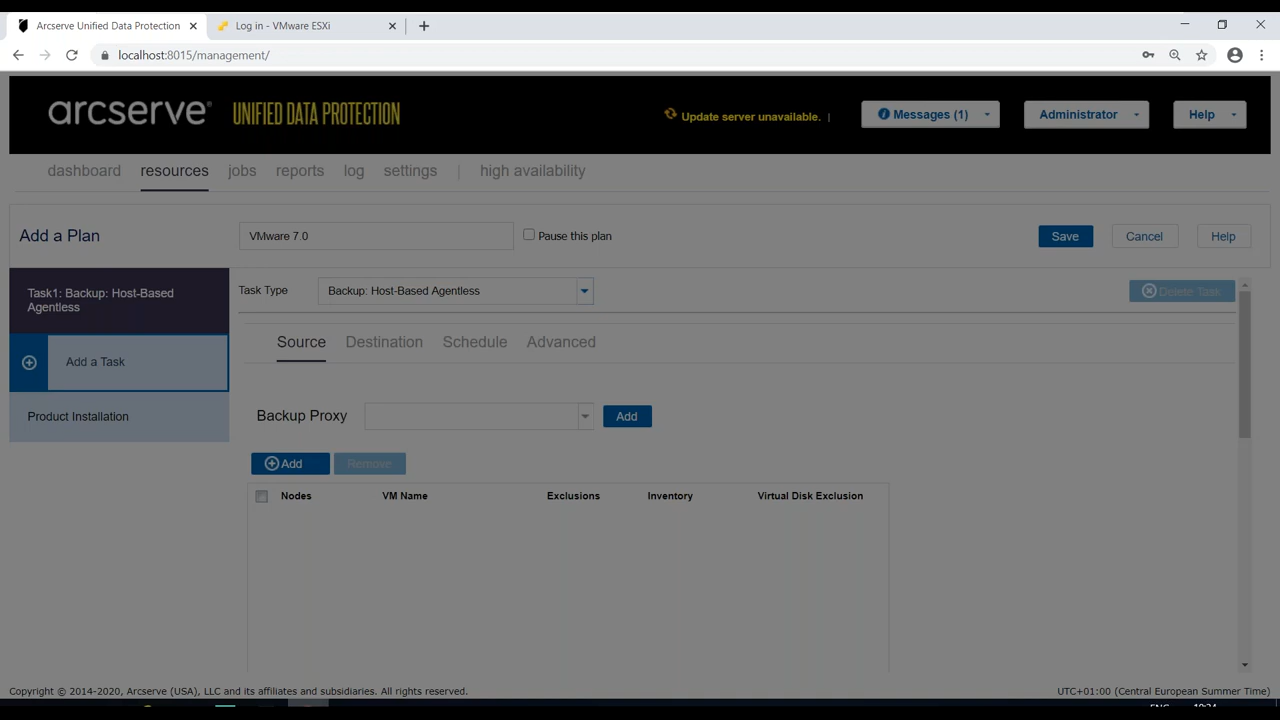 Arcserve Unified Data Protection
Log in - VMware ESXi
localhost:8015/management/
arcserve® UNIFIED DATA PROTECTION
Update server unavailable. |
Messages (1)
Administrator
Help
dashboard resources jobs reports log settings | high availability
Add a Plan
VMware 7.0
Pause this plan
Save
Cancel
Help
Task1: Backup: Host-Based
Agentless
Task Type
Backup: Host-Based Agentless
Delete Task
Add a Task
Source Destination Schedule Advanced
Product Installation
Backup Proxy
Add
Add
Remove
Nodes VM Name Exclusions Inventory Virtual Disk Exclusion
Copyright © 2014-2020, Arcserve (USA), LLC and its affiliates and subsidiaries. All rights reserved.
UTC+01:00 (Central European Summer Time)